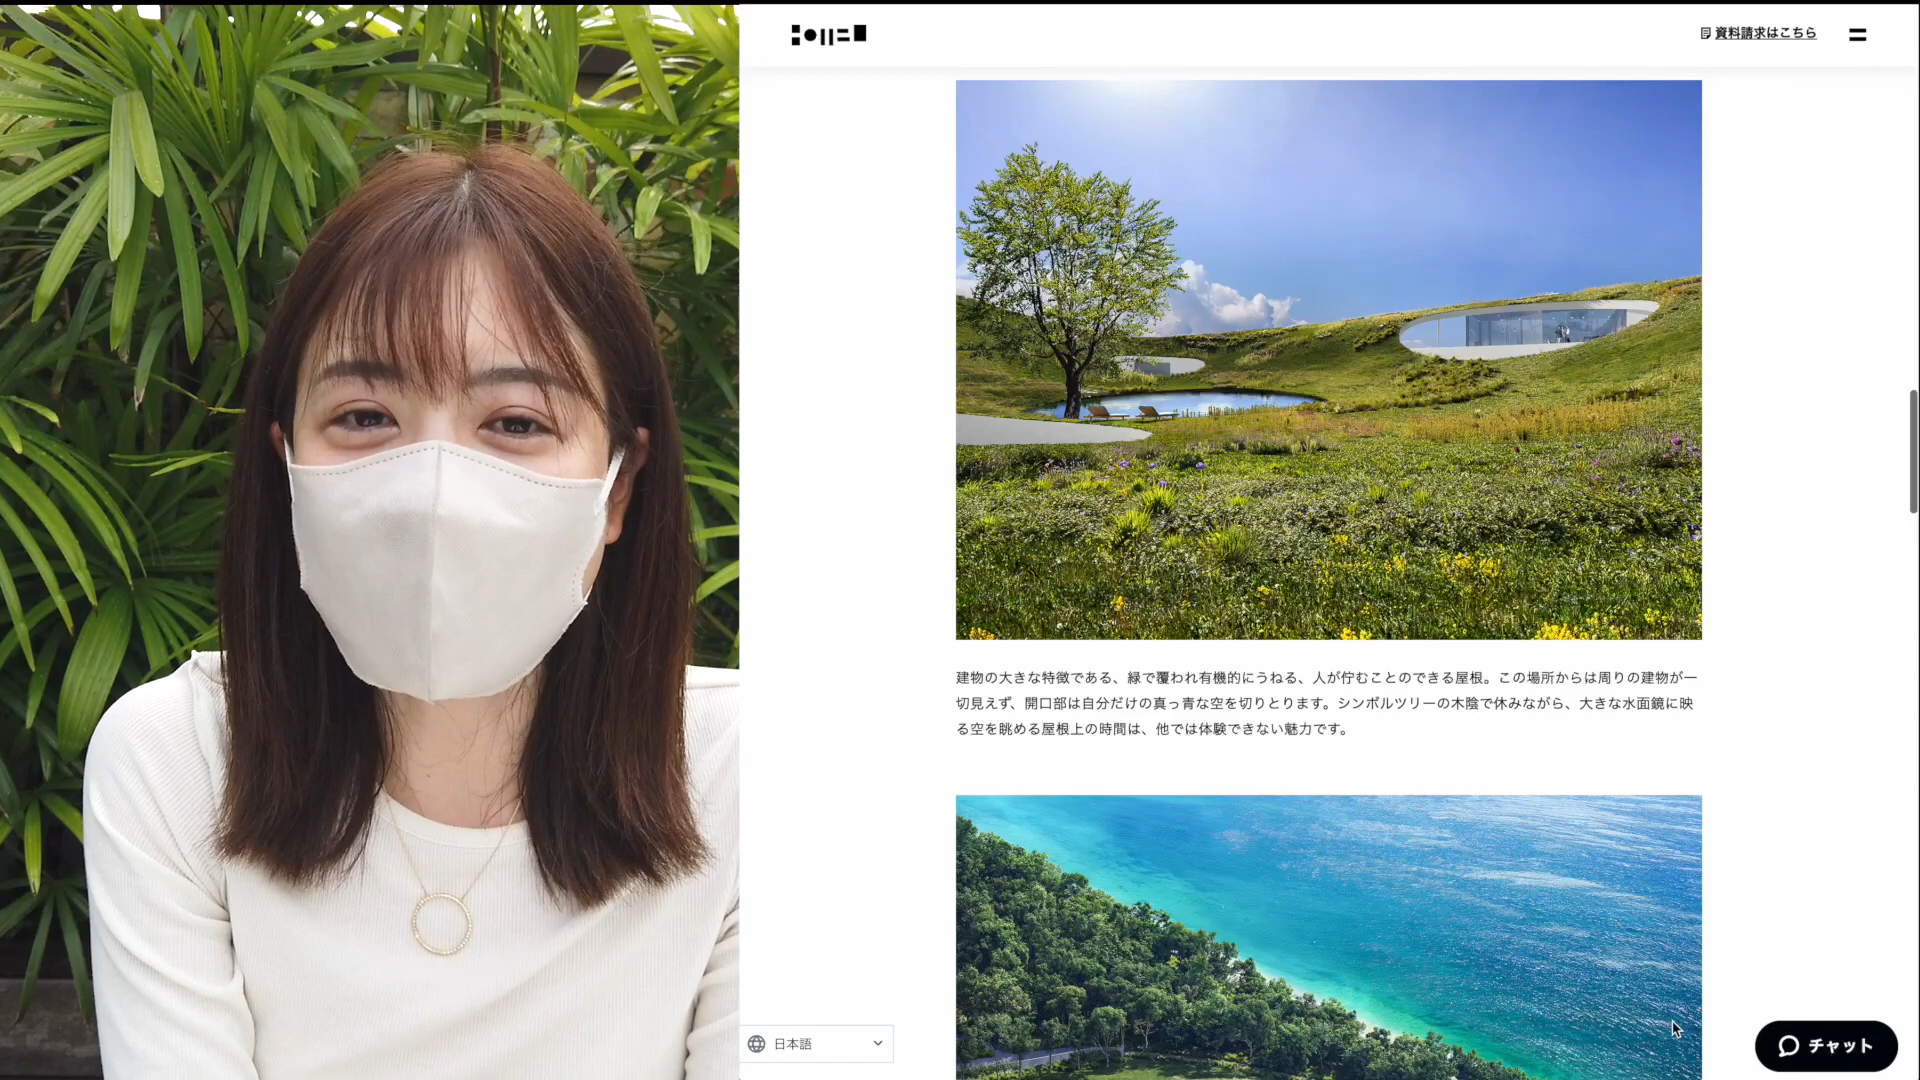 資料請求はこちら
建物の大きな特徴である、緑で覆われ有機的にうねる、人が佇むことのできる屋根。この場所からは周りの建物が一
切見えず、開口部は自分だけの真っ青な空を切りとります。シンボルツリーの木陰で休みながら、大きな水面鏡に映
る空を眺める屋根上の時間は、他では体験できない魅力です。
日本語
チャット